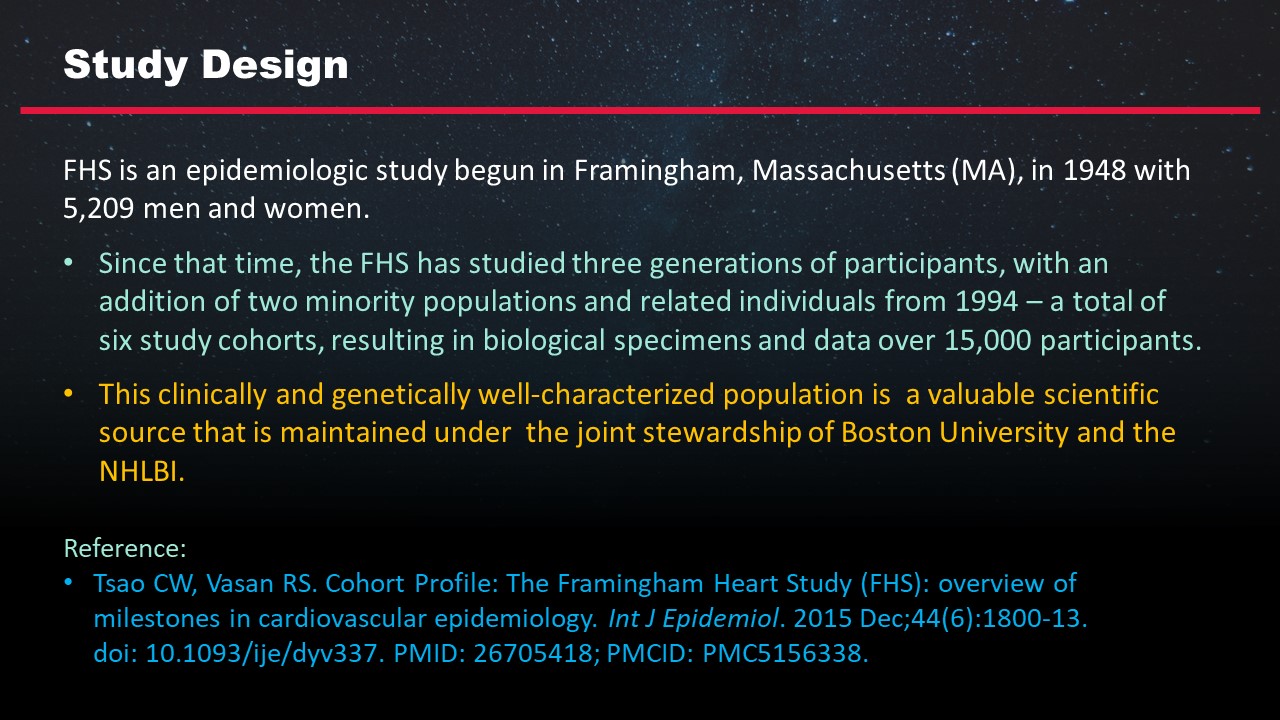 Study Design
FHS is an epidemiologic study begun in Framingham, Massachusetts (MA), in 1948 with
5,209 men and women.
• Since that time, the FHS has studied three generations of participants, with an
addition of two minority populations and related individuals from 1994 – a total of
six study cohorts, resulting in biological specimens and data over 15,000 participants.
• This clinically and genetically well-characterized population is  a valuable scientific
source that is maintained under  the joint stewardship of Boston University and the
NHLBI.
Reference:
• Tsao CW, Vasan RS. Cohort Profile: The Framingham Heart Study (FHS): overview of
milestones in cardiovascular epidemiology. Int J Epidemiol. 2015 Dec;44(6):1800-13.
doi: 10.1093/ije/dyv337. PMID: 26705418; PMCID: PMC5156338.